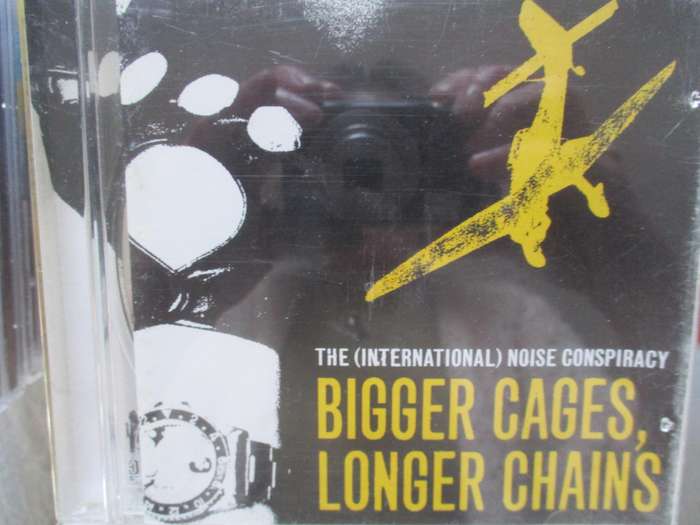 THE (INTERNATIONAL) NOISE CONSPIRACY
BIGGER CAGES,
LONGER CHAINS